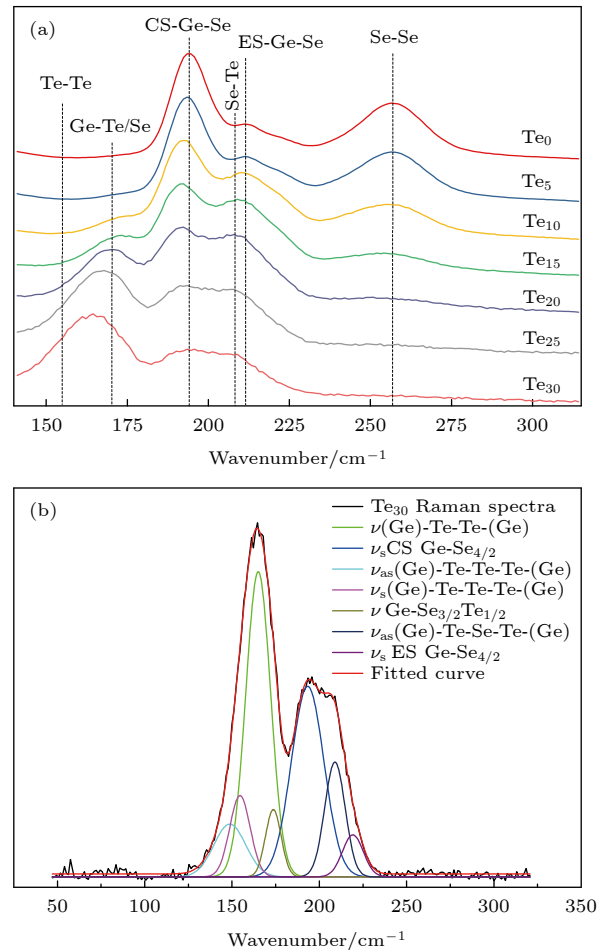 (a)
CS-Ge-Se
ES-Ge-Se
Se-Se
Te-Te
Se-Te
Ge-Te/Se
Te₀
Te₅
Te₁₀
Te₁₅
Te₂₀
Te₂₅
Te₃₀
150 175 200 225 250 275 300
Wavenumber/cm⁻¹
(b)
Te₃₀ Raman spectra
ν(Ge)-Te-Te-(Ge)
νₛCS Ge-Se₄/₂
νₐₛ(Ge)-Te-Te-Te-(Ge)
νₛ(Ge)-Te-Te-Te-(Ge)
ν Ge-Se₃/₂Te₁/₂
νₐₛ(Ge)-Te-Se-Te-(Ge)
νₛ ES Ge-Se₄/₂
Fitted curve
50 100 150 200 250 300 350
Wavenumber/cm⁻¹